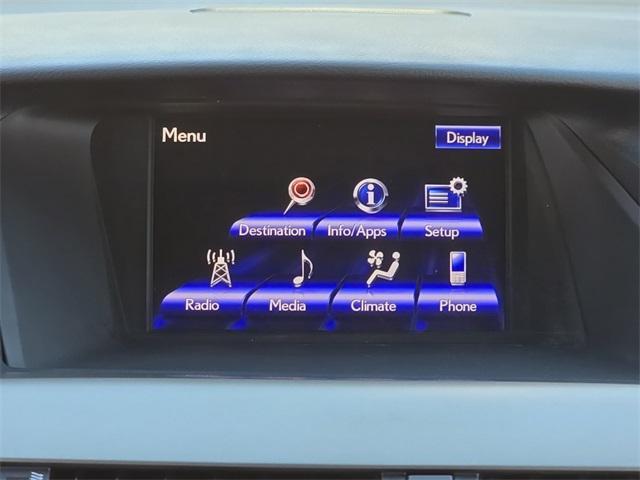 Menu Display
Destination Info/Apps Setup
Radio Media Climate Phone